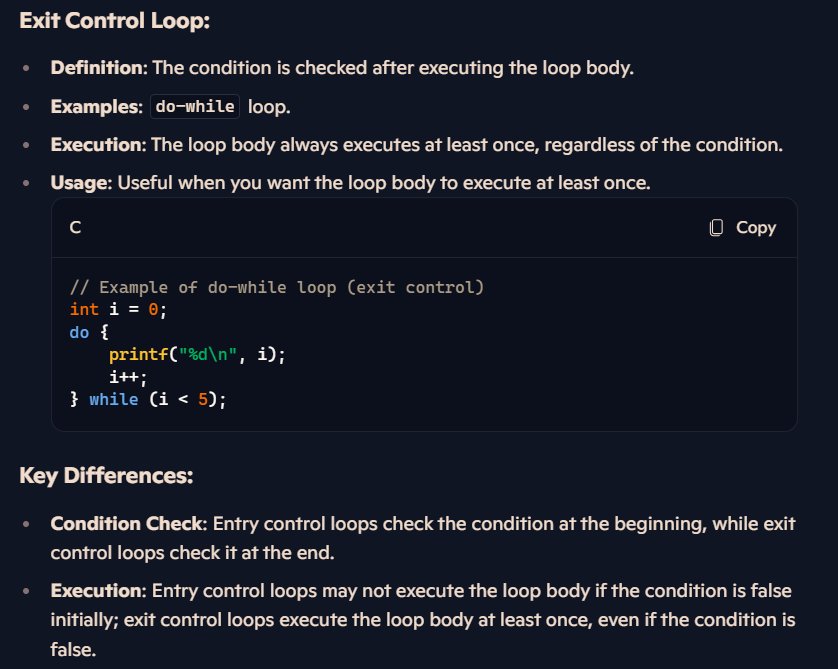 Exit Control Loop:
• Definition: The condition is checked after executing the loop body.
• Examples: do-while loop.
• Execution: The loop body always executes at least once, regardless of the condition.
• Usage: Useful when you want the loop body to execute at least once.
C Copy
// Example of do-while loop (exit control)
int i = 0;
do {
    printf("%d\n", i);
    i++;
} while (i < 5);
Key Differences:
• Condition Check: Entry control loops check the condition at the beginning, while exit
control loops check it at the end.
• Execution: Entry control loops may not execute the loop body if the condition is false
initially; exit control loops execute the loop body at least once, even if the condition is
false.